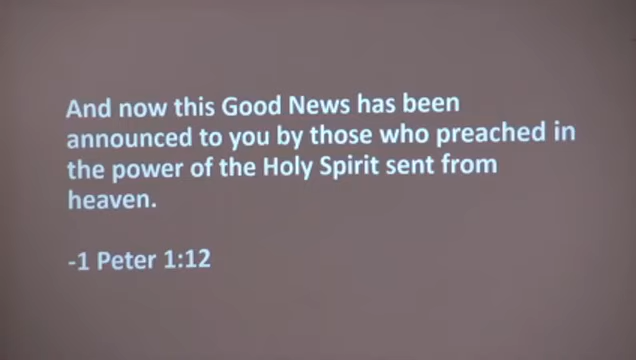 And now this Good News has been
announced to you by those who preached in
the power of the Holy Spirit sent from
heaven.
-1 Peter 1:12